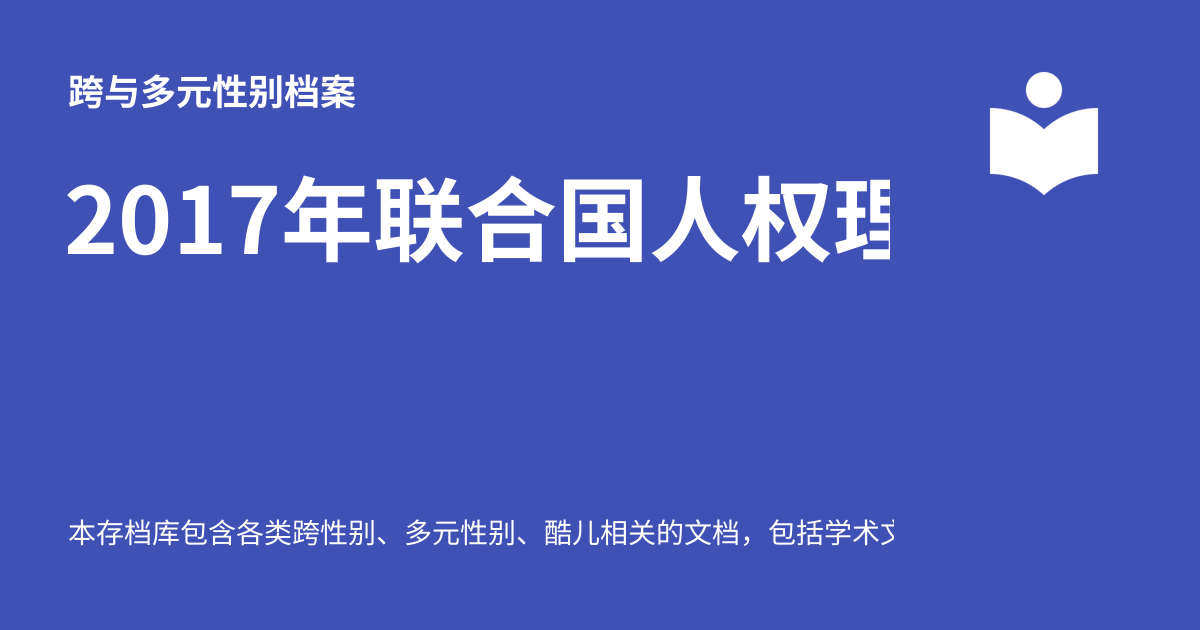 跨与多元性别档案
2017年联合国人权理
本存档库包含各类跨性别、多元性别、酷儿相关的文档，包括学术文